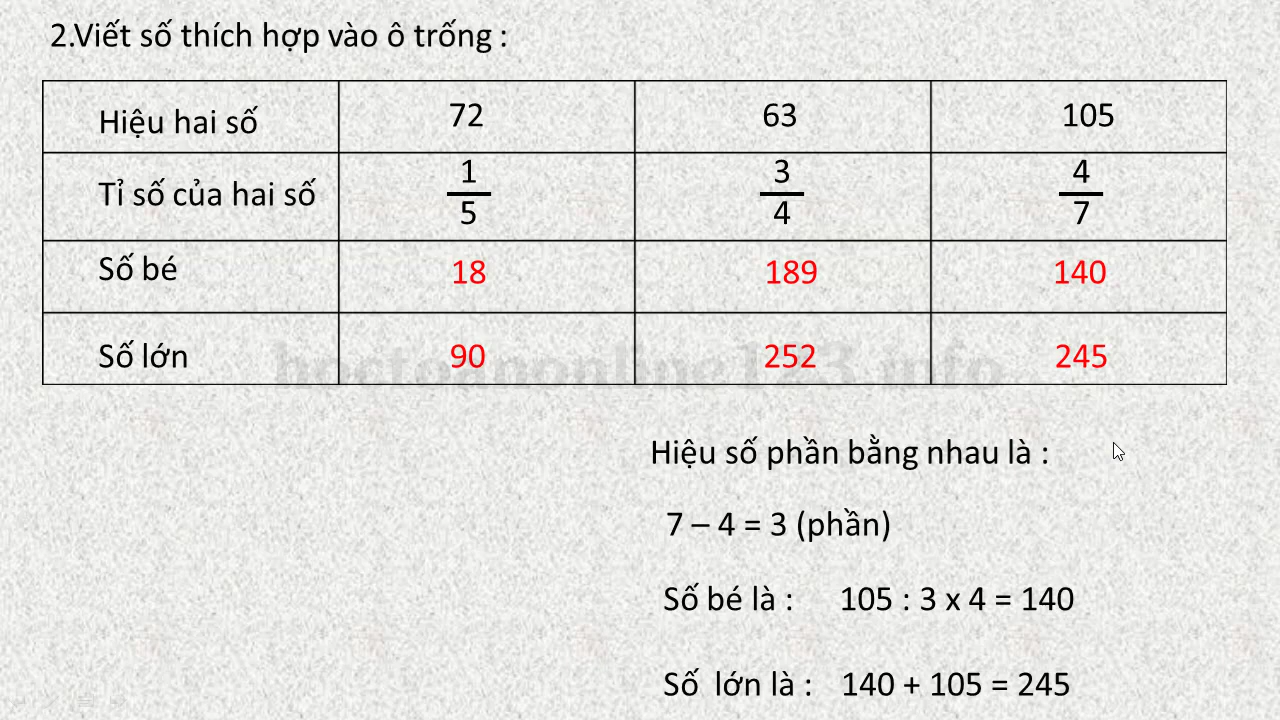 2.Viết số thích hợp vào ô trống :
Hiệu hai số 72 63 105
Tỉ số của hai số 1/5 3/4 4/7
Số bé 18 189 140
Số lớn 90 252 245
hoctoanonline123.info
Hiệu số phần bằng nhau là :
7 – 4 = 3 (phần)
Số bé là : 105 : 3 x 4 = 140
Số lớn là : 140 + 105 = 245